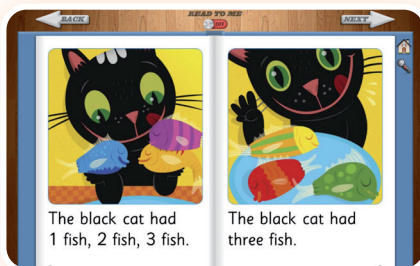 BACK
READ TO ME
OFF
NEXT
The black cat had
1 fish, 2 fish, 3 fish.
The black cat had
three fish.